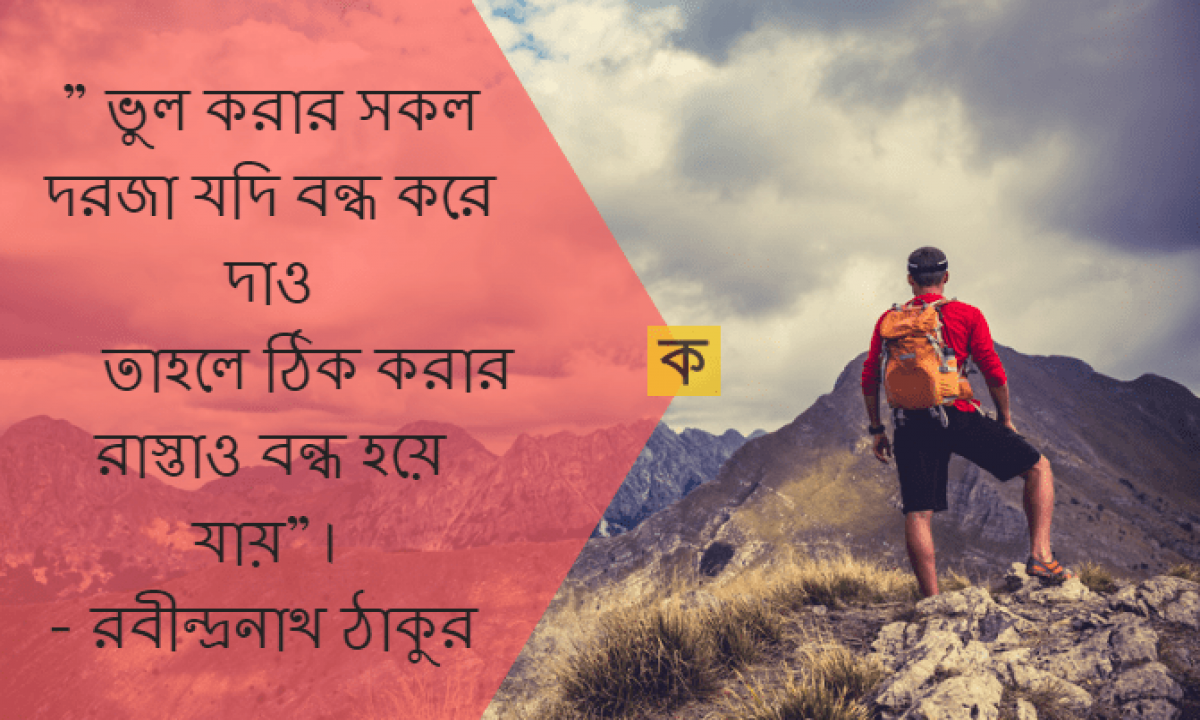 ” ভুল করার সকল
দরজা যদি বন্ধ করে
দাও
তাহলে ঠিক করার
রাস্তাও বন্ধ হয়ে
যায়”।
- রবীন্দ্রনাথ ঠাকুর
ক